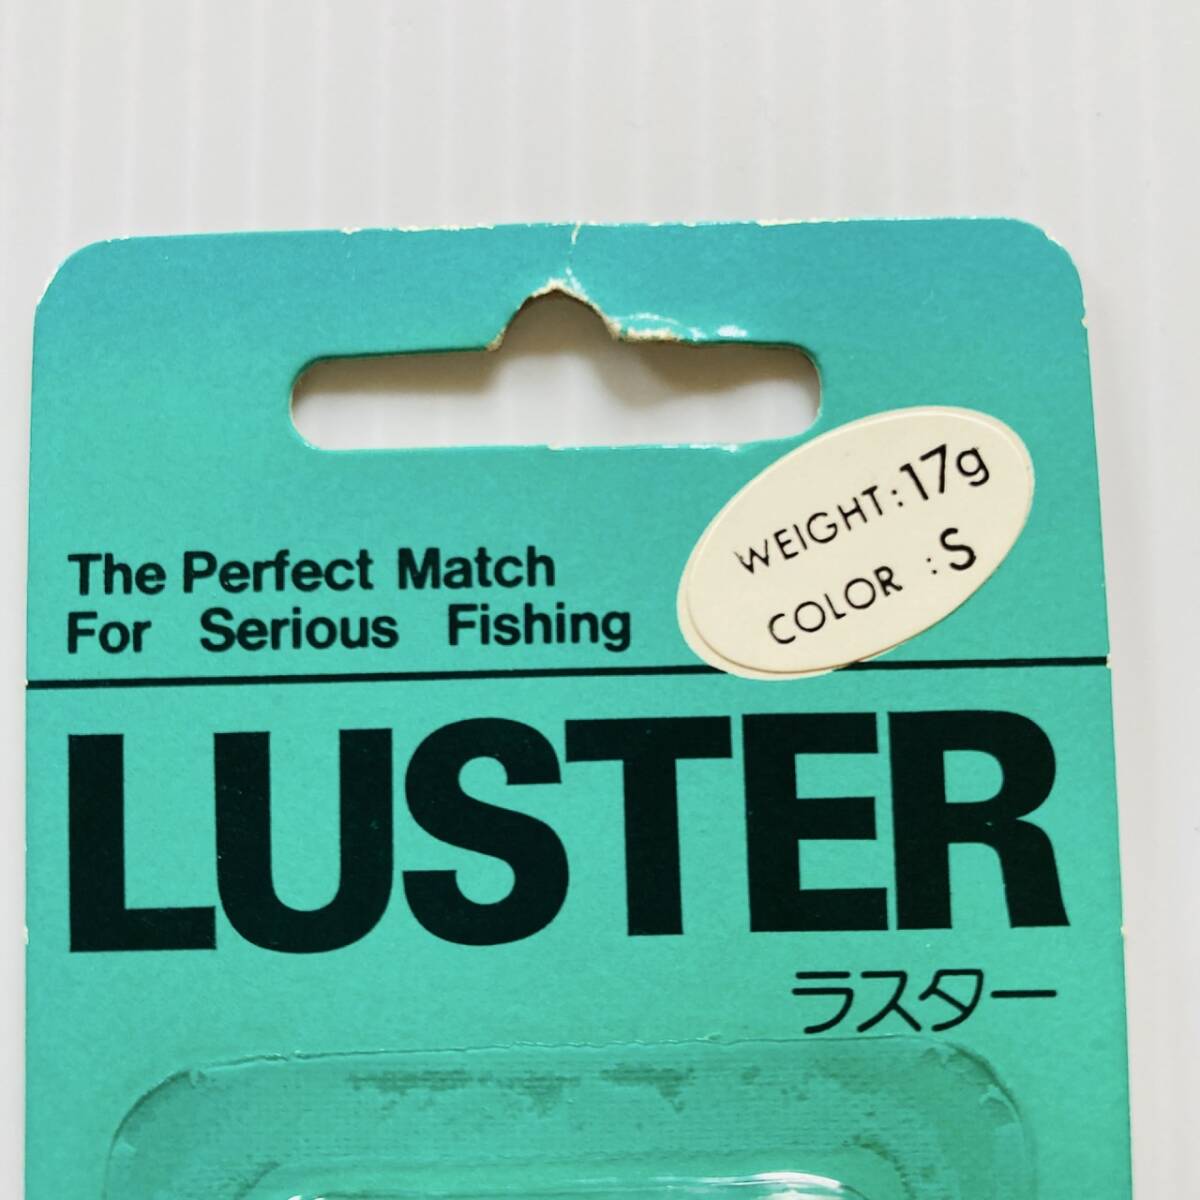 WEIGHT:17g
COLOR :S
The Perfect Match
For Serious Fishing
LUSTER
ラスター